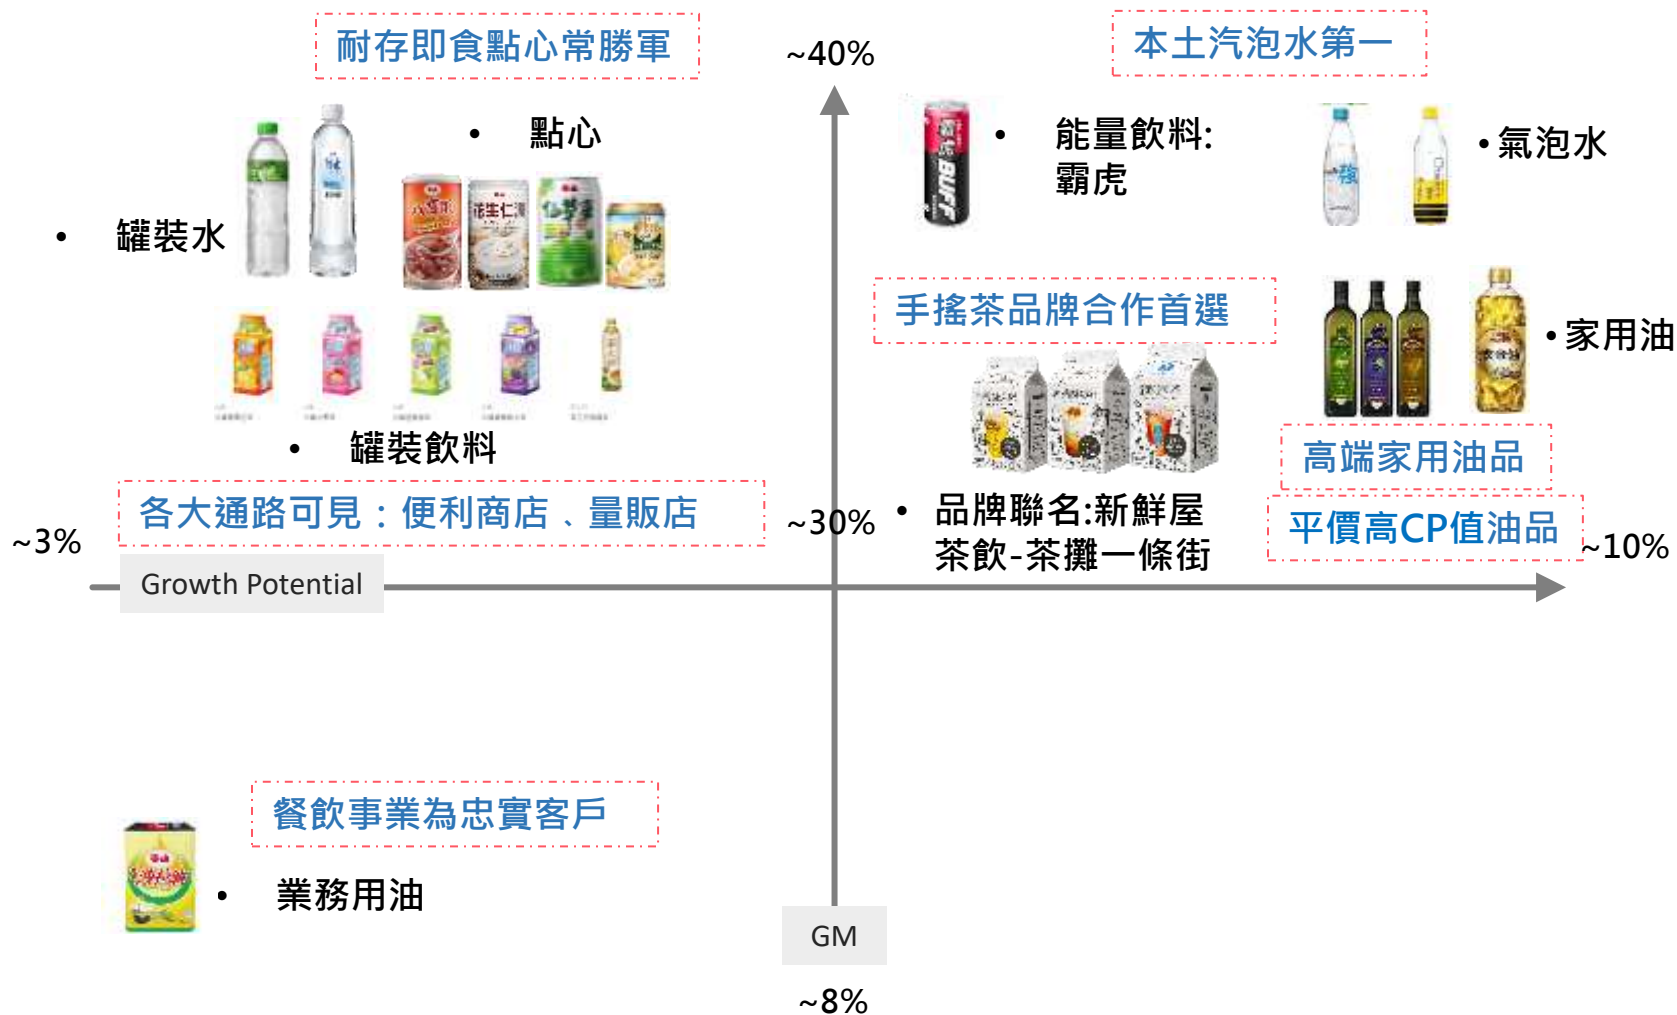 耐存即食點心常勝軍
~40%
本土汽泡水第一
• 點心
• 能量飲料:
霸虎
• 氣泡水
• 罐裝水
花生仁湯
BUFF
手搖茶品牌合作首選
• 家用油
• 罐裝飲料
高端家用油品
各大通路可見：便利商店、量販店
~30%
• 品牌聯名:新鮮屋
茶飲-茶攤一條街
平價高CP值油品
~3%
~10%
Growth Potential
餐飲事業為忠實客戶
• 業務用油
GM
~8%